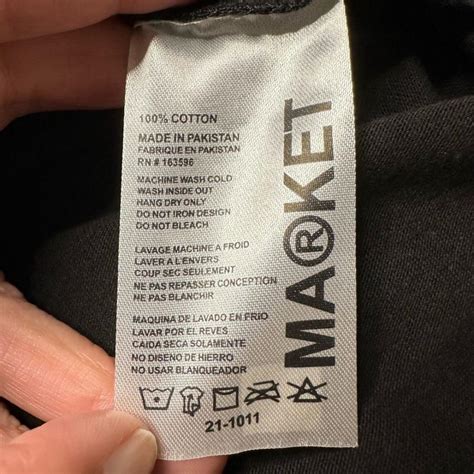 100% COTTON
MADE IN PAKISTAN
FABRIQUE EN PAKISTAN
RN # 163596
MACHINE WASH COLD
WASH INSIDE OUT
HANG DRY ONLY
DO NOT IRON DESIGN
DO NOT BLEACH
LAVAGE MACHINE A FROID
LAVER A L'ENVERS
COUP SEC SEULEMENT
NE PAS REPASSER CONCEPTION
NE PAS BLANCHIR
MAQUINA DE LAVADO EN FRIO
LAVAR POR EL REVES
CAIDA SECA SOLAMENTE
NO DISENO DE HIERRO
NO USAR BLANQUEADOR
21-1011
MA®KET